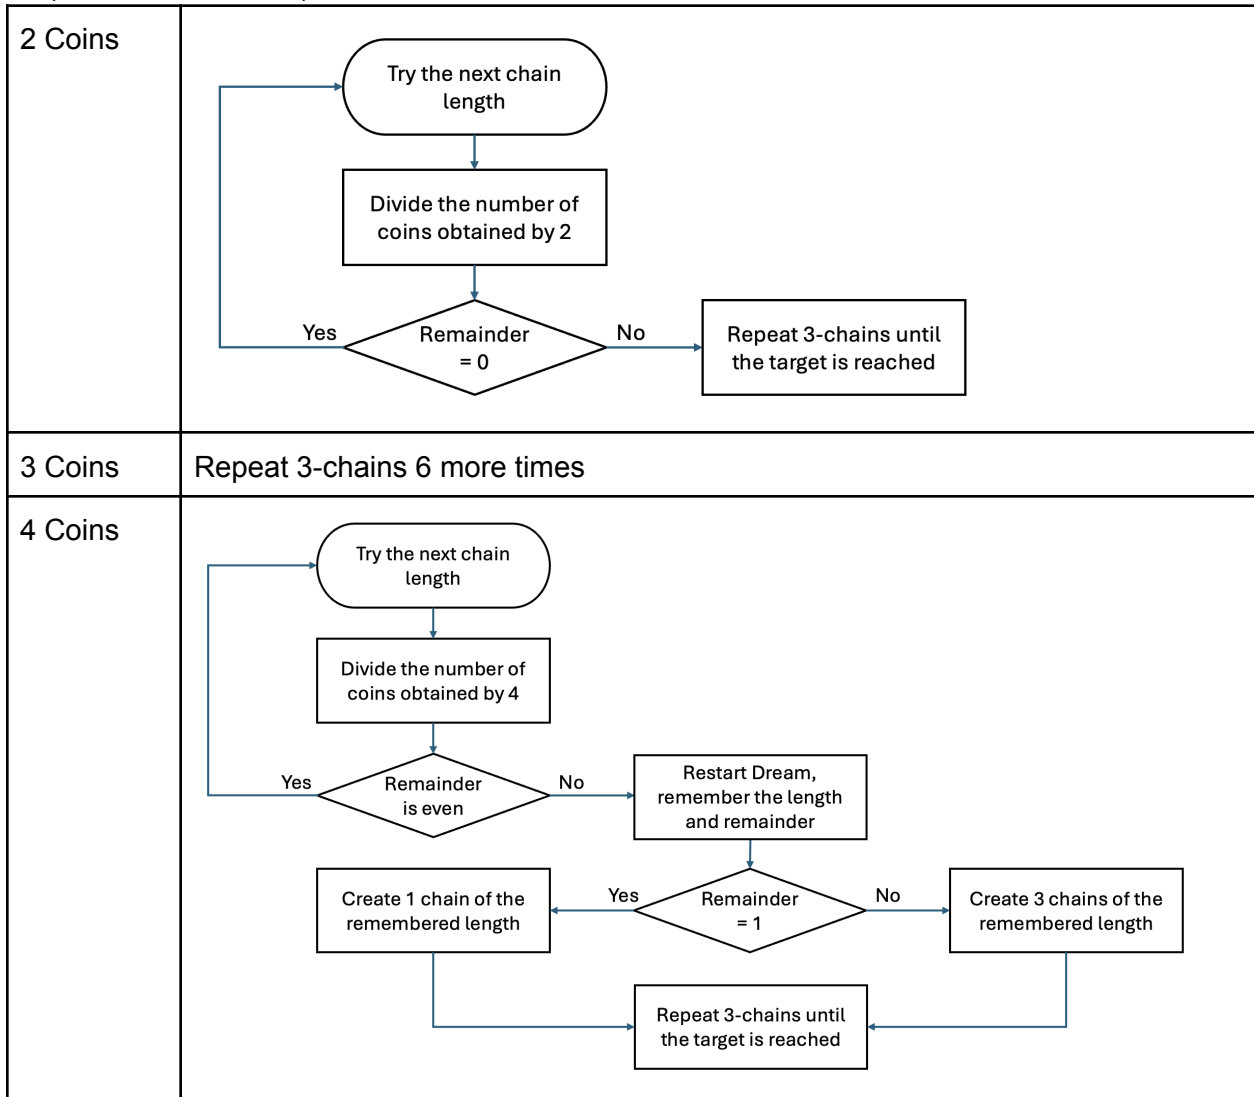 2 Coins
Try the next chain
length
Divide the number of
coins obtained by 2
Yes
Remainder
= 0
No
Repeat 3-chains until
the target is reached
3 Coins
Repeat 3-chains 6 more times
4 Coins
Try the next chain
length
Divide the number of
coins obtained by 4
Yes
Remainder
is even
No
Restart Dream,
remember the length
and remainder
Create 1 chain of the
remembered length
Yes
Remainder
= 1
No
Create 3 chains of the
remembered length
Repeat 3-chains until
the target is reached